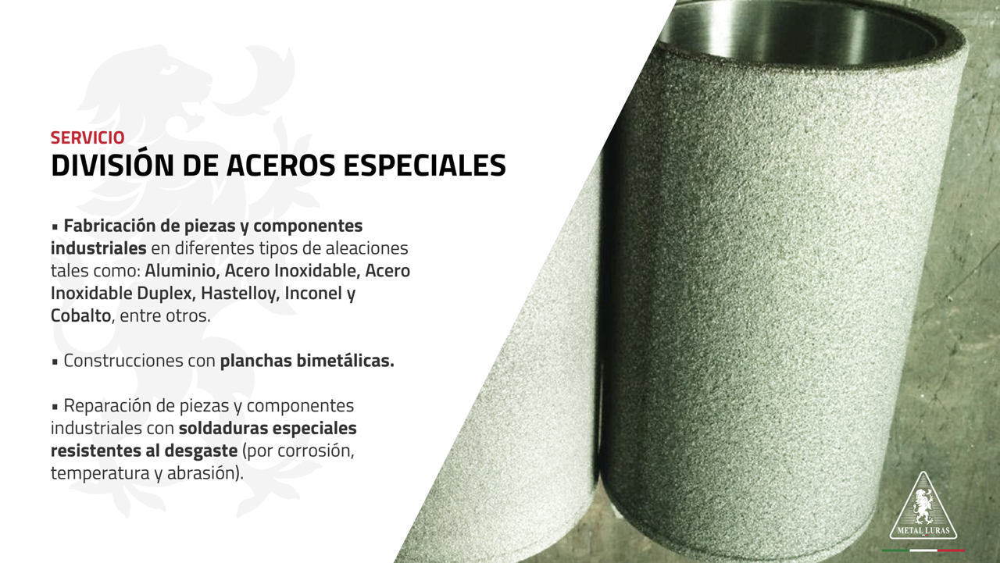 SERVICIO
DIVISIÓN DE ACEROS ESPECIALES
▪ Fabricación de piezas y componentes
industriales en diferentes tipos de aleaciones
tales como: Aluminio, Acero Inoxidable, Acero
Inoxidable Duplex, Hastelloy, Inconel y
Cobalto, entre otros.
▪ Construcciones con planchas bimetálicas.
▪ Reparación de piezas y componentes
industriales con soldaduras especiales
resistentes al desgaste (por corrosión,
temperatura y abrasión).
METAL LURAS